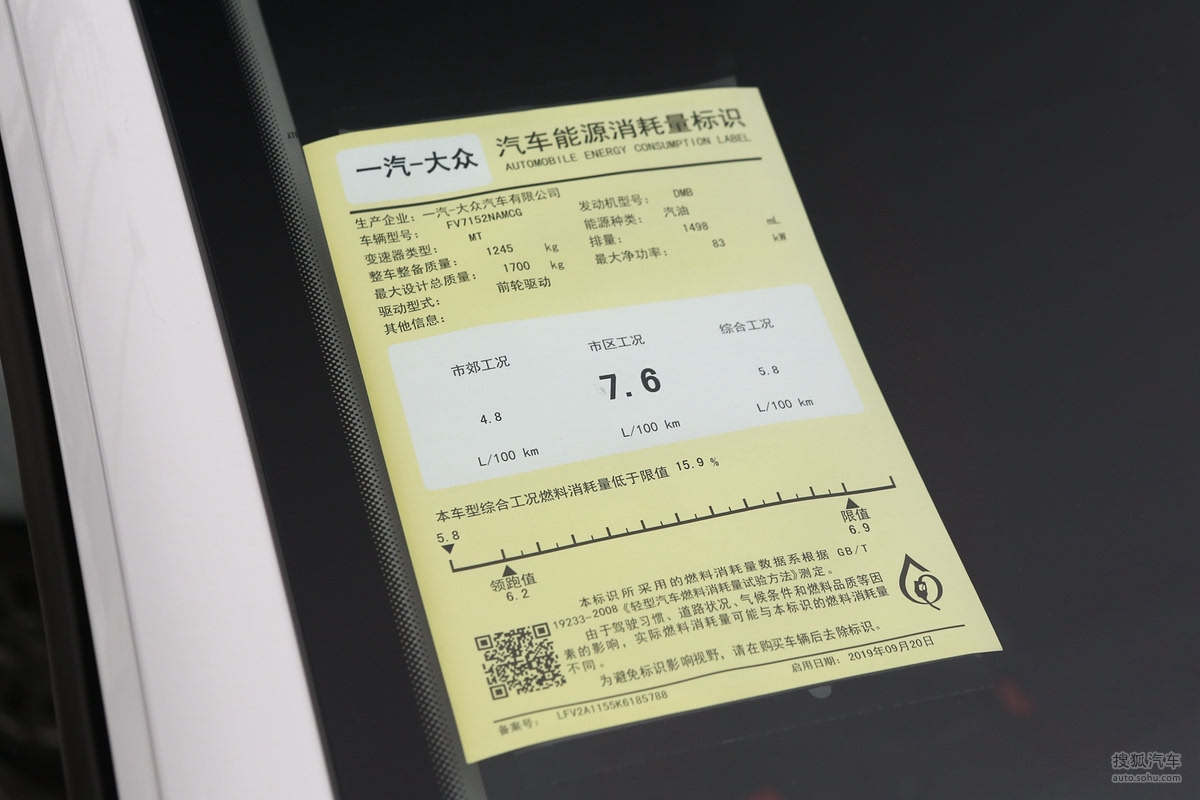 一汽-大众
汽车能源消耗量标识
AUTOMOBILE ENERGY CONSUMPTION LABEL
生产企业：一汽-大众汽车有限公司
车辆型号： FV7152NAMCG
变速器类型： MT
整车整备质量： 1245 kg
最大设计总质量： 1700 kg
驱动型式： 前轮驱动
其他信息：
发动机型号： DMB
能源种类： 汽油
排量： 1498 mL
最大净功率： 83 kW
市郊工况 市区工况 综合工况
4.8 7.6 5.8
L/100 km L/100 km L/100 km
本车型综合工况燃料消耗量低于限值 15.9 %
5.8
领跑值
6.2
限值
6.9
本标识所采用的燃料消耗量数据系根据 GB/T
19233-2008《轻型汽车燃料消耗量试验方法》测定。
由于驾驶习惯、道路状况、气候条件和燃料品质等因
素的影响，实际燃料消耗量可能与本标识的燃料消耗量
不同。
为避免标识影响视野，请在购买车辆后去除标识。
备案号： LFV2A1155K6185788
启用日期： 2019年09月20日
搜狐汽车
auto.sohu.com